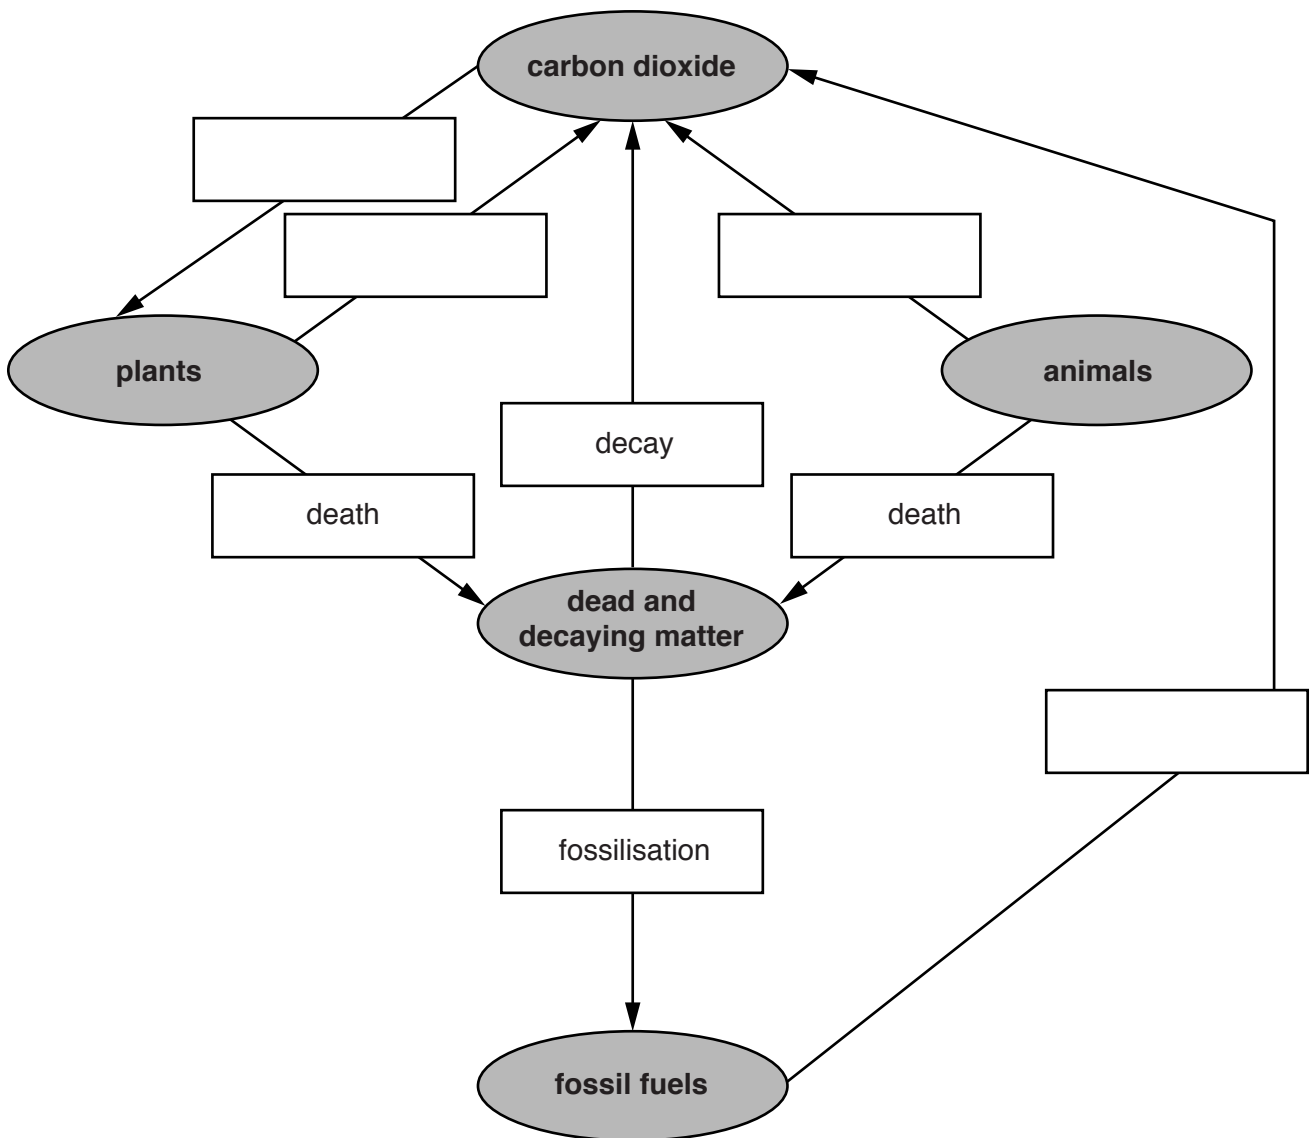 carbon dioxide
plants
animals
decay
death
death
dead and
decaying matter
fossilisation
fossil fuels